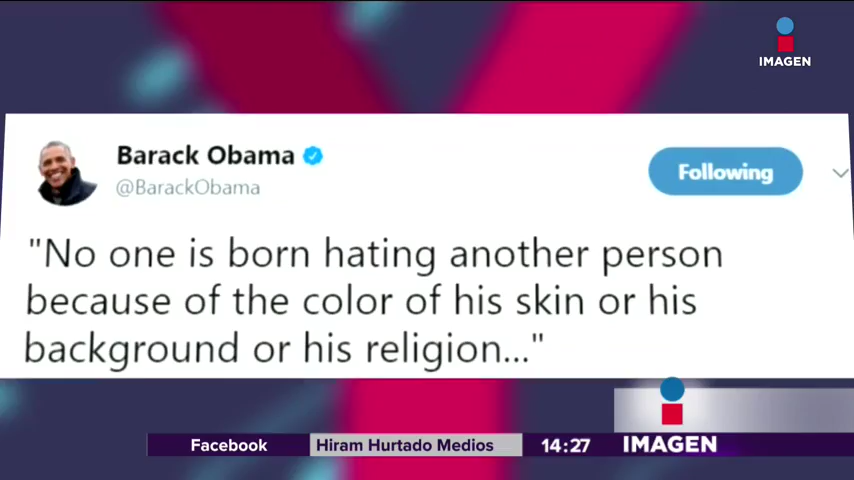 IMAGEN
Barack Obama
@BarackObama
Following
"No one is born hating another person
because of the color of his skin or his
background or his religion..."
Facebook
Hiram Hurtado Medios
14:27
IMAGEN